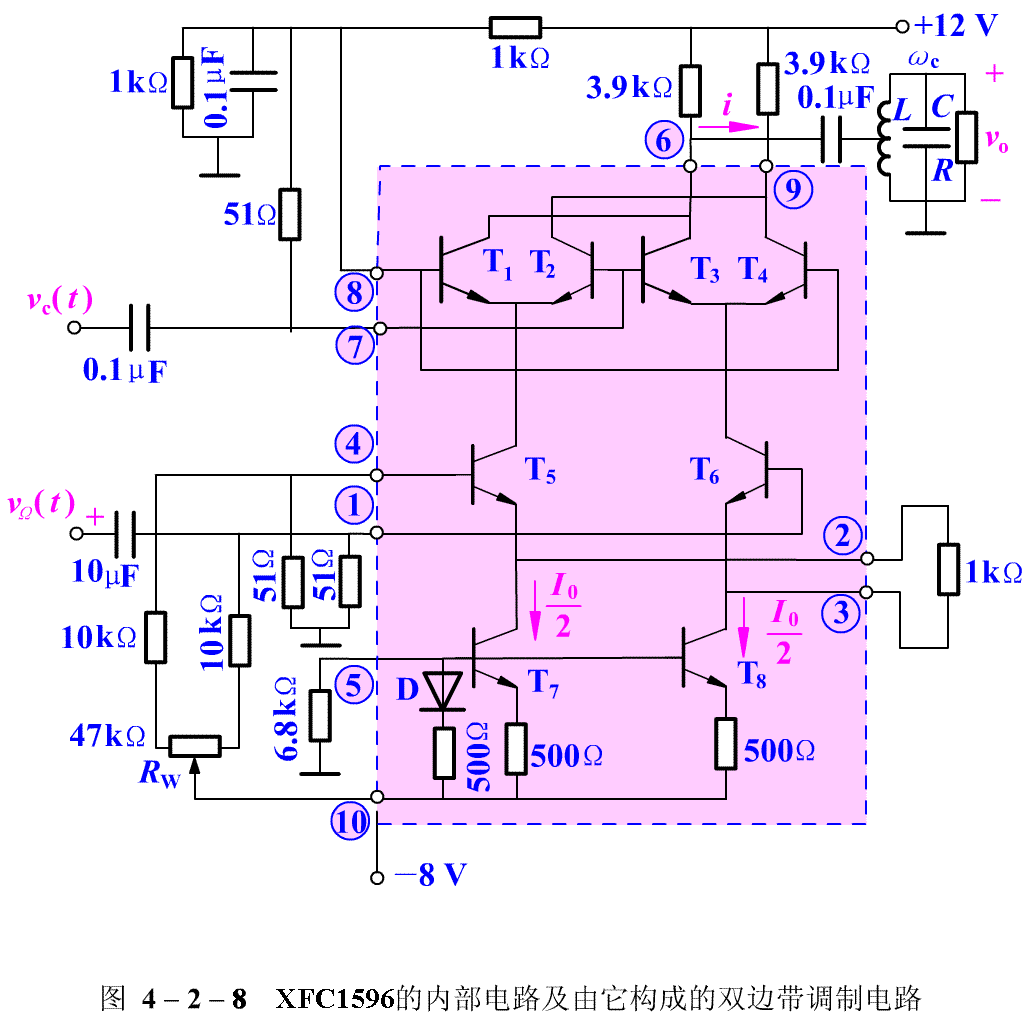 +12 V
1kΩ
0.1μF
1kΩ
3.9kΩ
3.9kΩ
0.1μF
ωc
+
L
C
R
vo
−
i
⑥
⑨
51Ω
T1
T2
T3
T4
⑧
vc(t)
⑦
0.1μF
④
T5
T6
vΩ(t)
+
①
10μF
②
51Ω
51Ω
1kΩ
③
I0/2
I0/2
10kΩ
10kΩ
⑤
D
T7
T8
6.8kΩ
47kΩ
RW
500Ω
500Ω
500Ω
⑩
−8 V
图 4－2－8 XFC1596的内部电路及由它构成的双边带调制电路